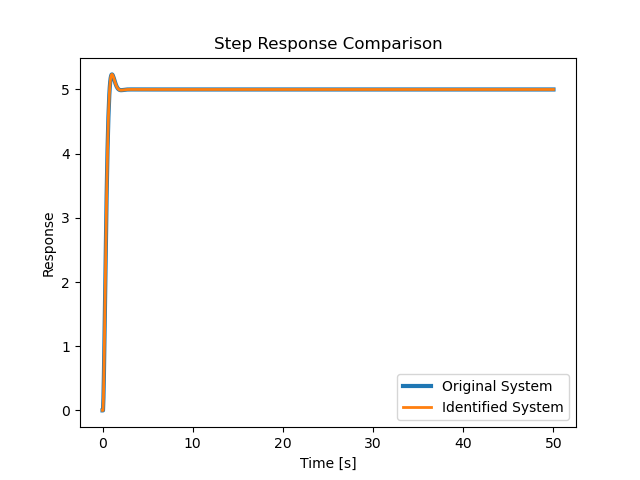 Step Response Comparison
5
4
3
2
1
0
Response
Original System
Identified System
0 10 20 30 40 50
Time [s]